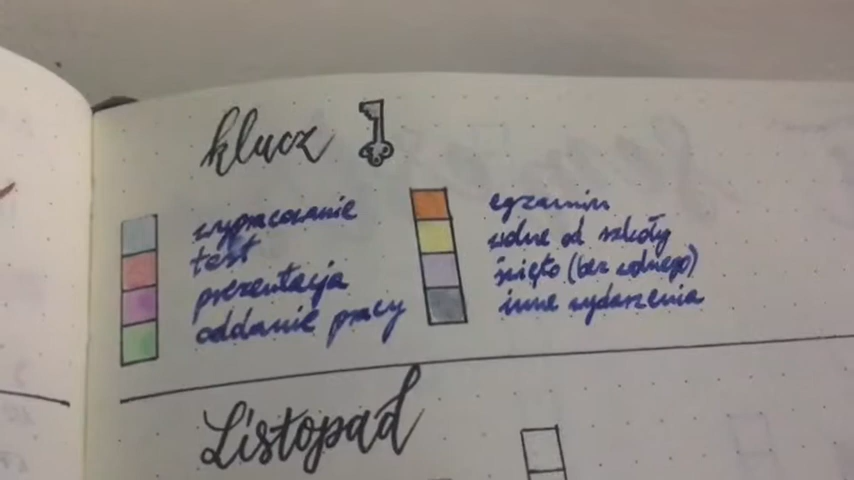 klucz
wypracowanie
test
prezentacja
oddanie pracy
egzamin
wolne od szkoły
święto (bez wolnego)
inne wydarzenia
Listopad